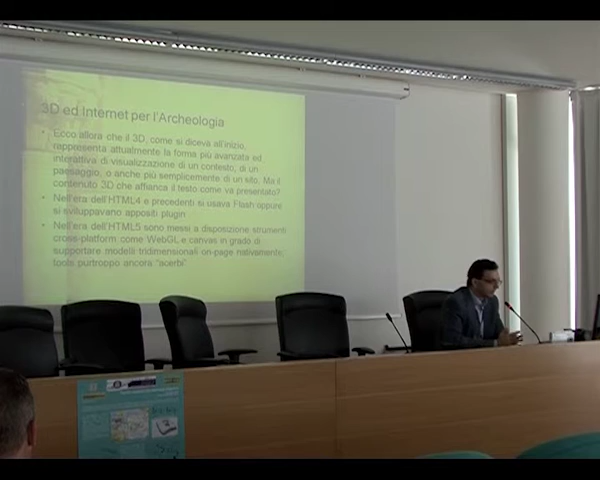 3D ed Internet per l'Archeologia
• Ecco allora che il 3D, come si diceva all'inizio,
rappresenta attualmente la forma più avanzata ed
interattiva di visualizzazione di un contesto, di un
paesaggio, o anche più semplicemente di un sito. Ma il
contenuto 3D che affianca il testo come va presentato?
• Nell'era dell'HTML4 e precedenti si usava Flash oppure
si sviluppavano appositi plugin
• Nell'era dell'HTML5 sono messi a disposizione strumenti
cross-platform come WebGL e canvas in grado di
supportare modelli tridimensionali on-page nativamente;
tools purtroppo ancora "acerbi"